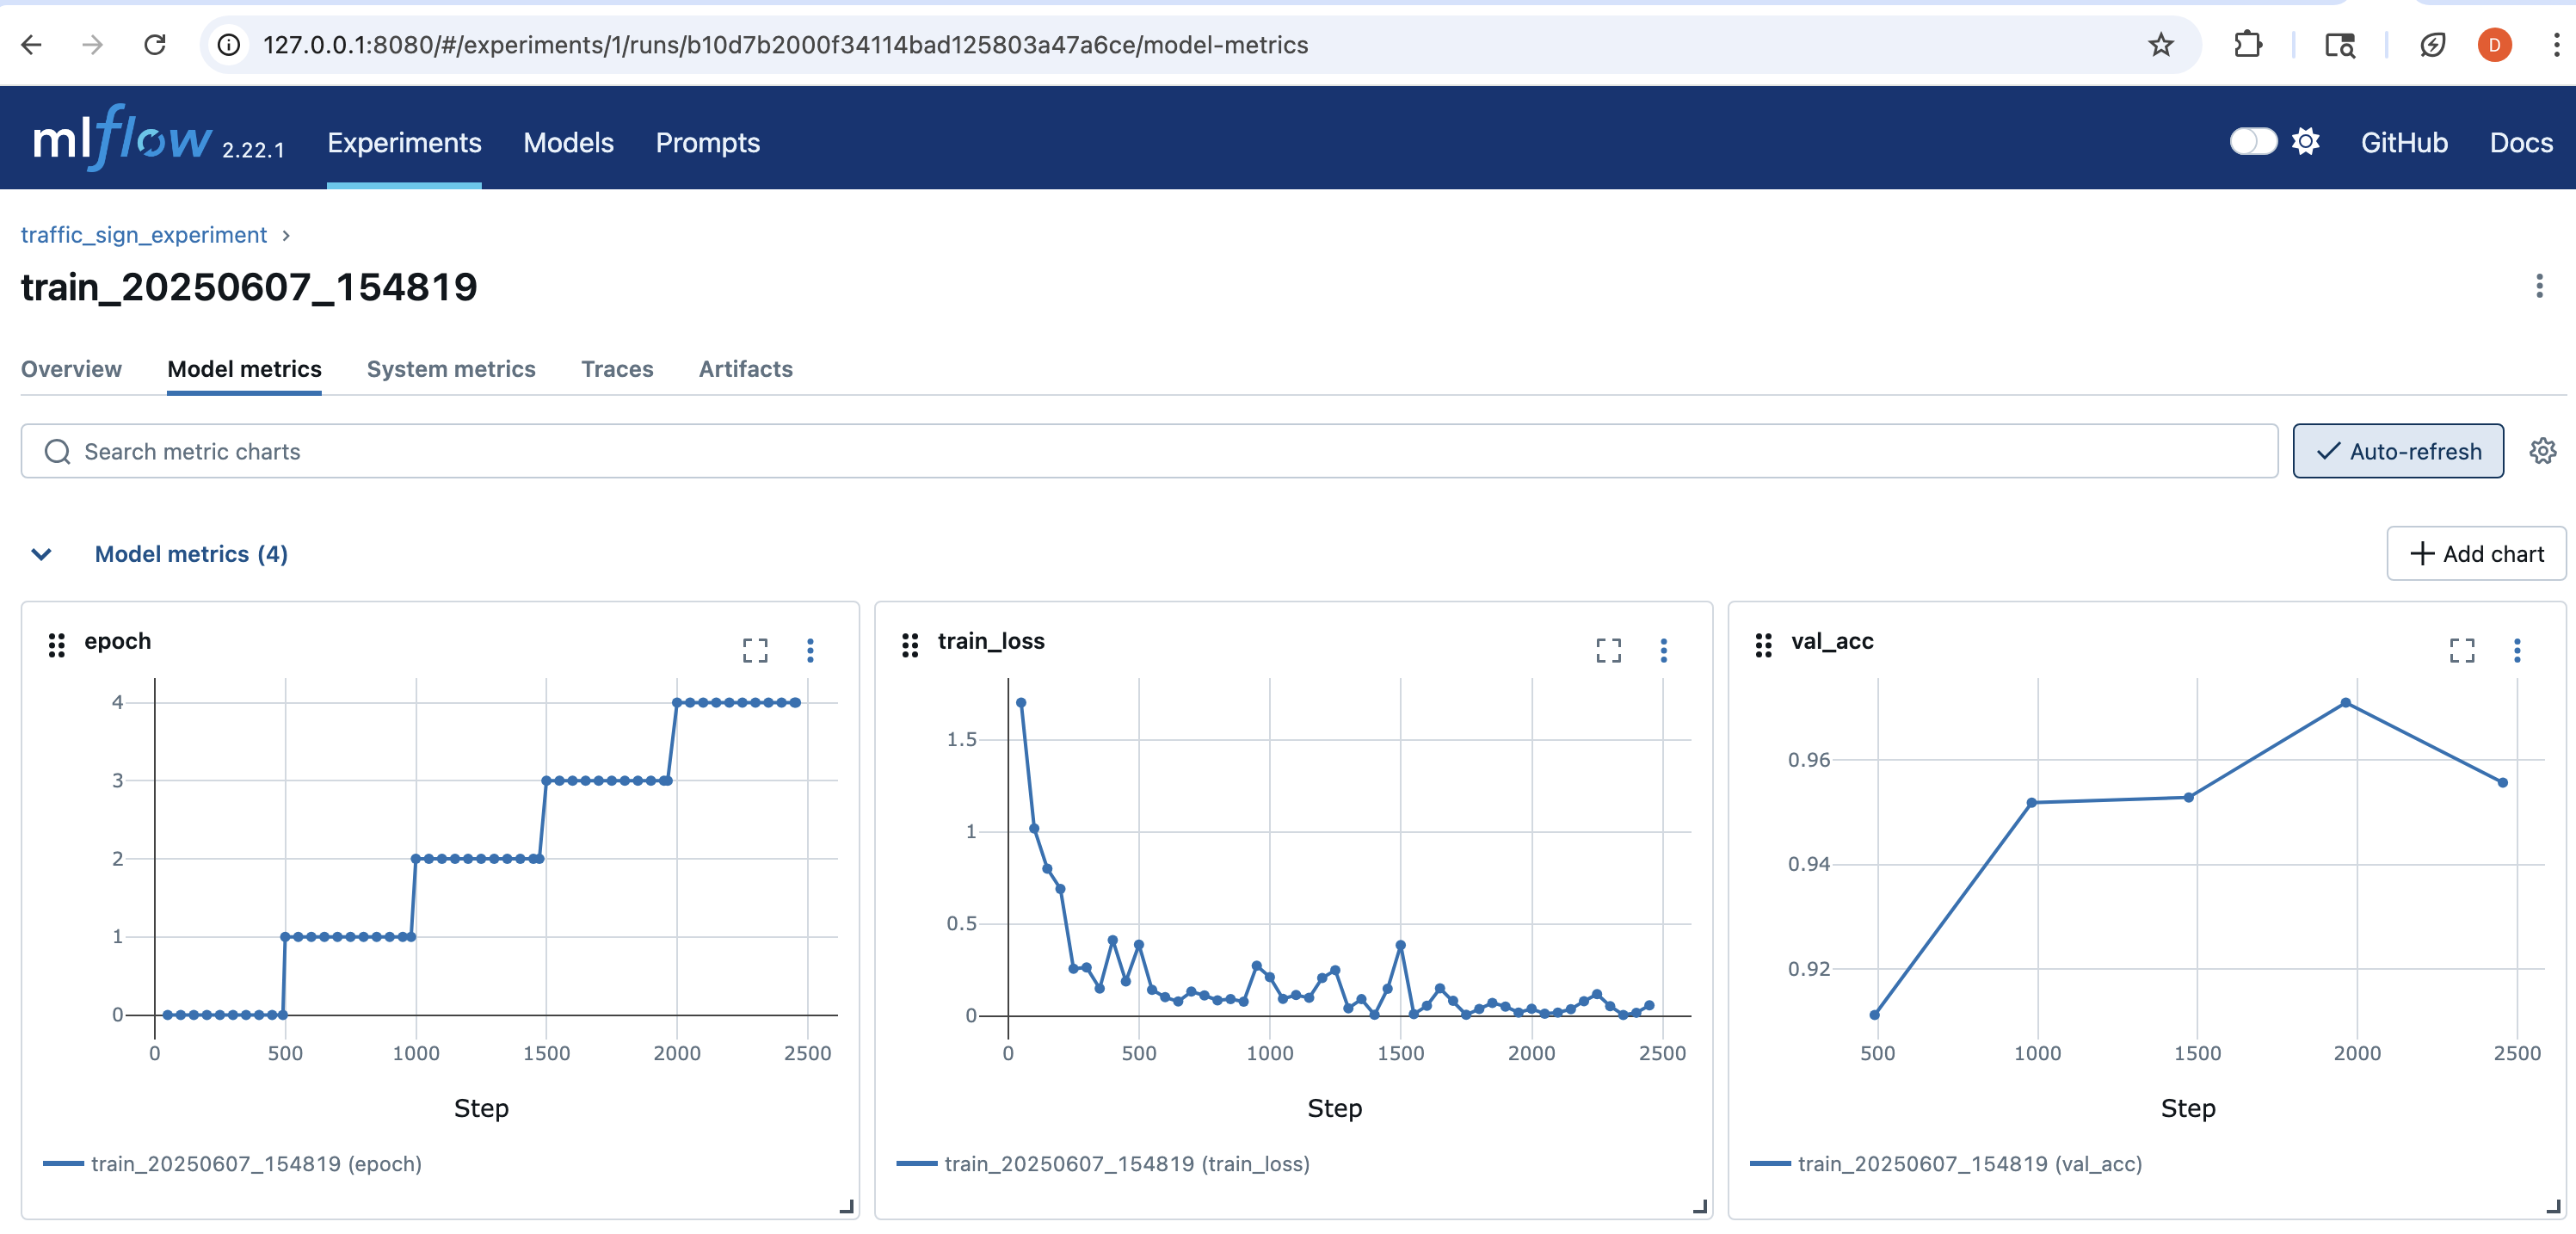 127.0.0.1:8080/#/experiments/1/runs/b10d7b2000f34114bad125803a47a6ce/model-metrics
D
mlflow 2.22.1 Experiments Models Prompts GitHub Docs
traffic_sign_experiment
train_20250607_154819
Overview Model metrics System metrics Traces Artifacts
Search metric charts Auto-refresh
Model metrics (4) Add chart
epoch
4
3
2
1
0
0 500 1000 1500 2000 2500
Step
train_20250607_154819 (epoch)
train_loss
1.5
1
0.5
0
0 500 1000 1500 2000 2500
Step
train_20250607_154819 (train_loss)
val_acc
0.96
0.94
0.92
500 1000 1500 2000 2500
Step
train_20250607_154819 (val_acc)